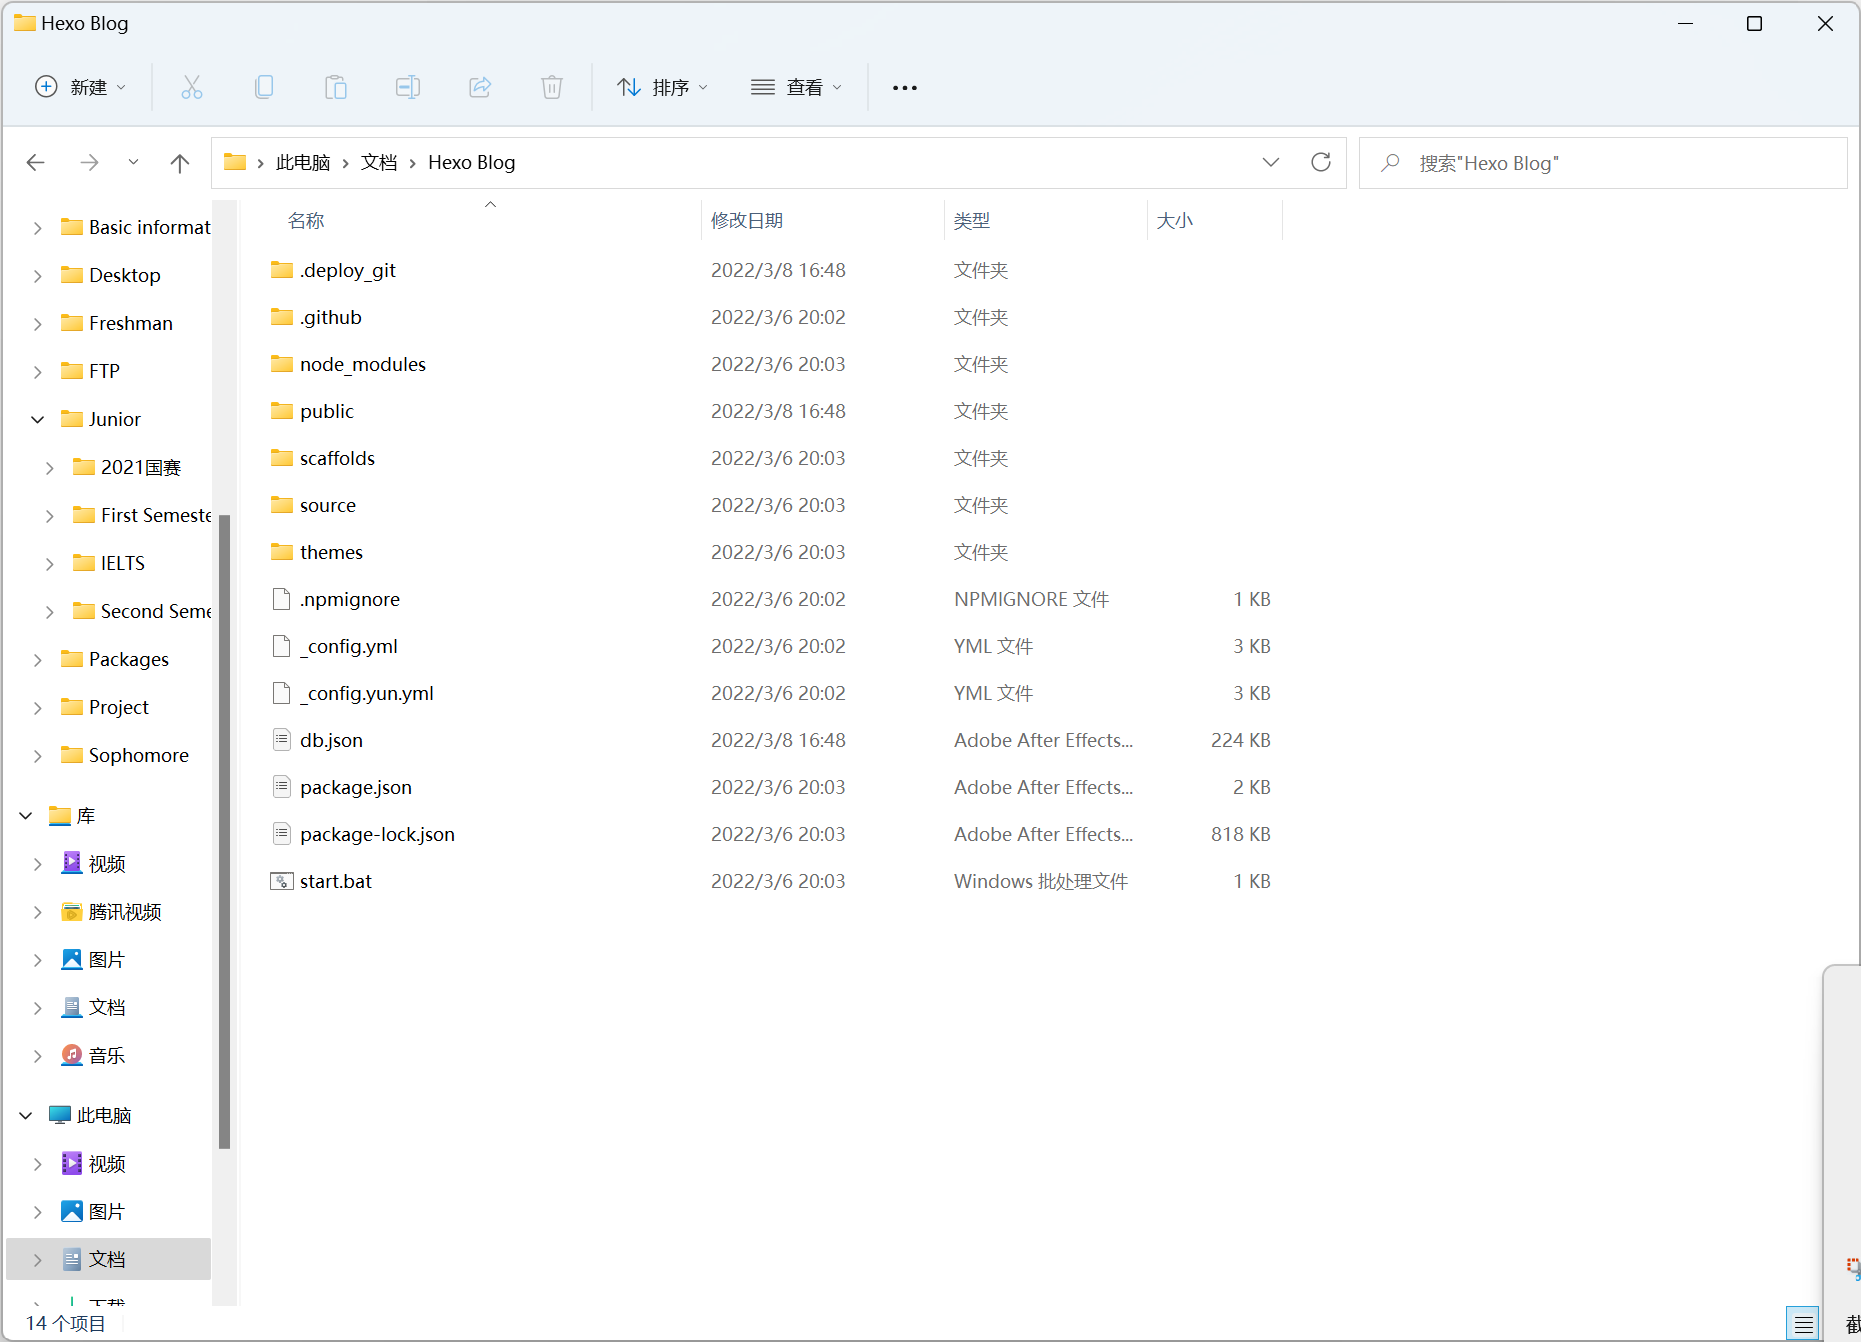 Hexo Blog
新建
排序
查看
此电脑 文档 Hexo Blog
搜索"Hexo Blog"
Basic informat
Desktop
Freshman
FTP
Junior
2021国赛
First Semeste
IELTS
Second Seme
Packages
Project
Sophomore
库
视频
腾讯视频
图片
文档
音乐
此电脑
视频
图片
文档
下载
名称 修改日期 类型 大小
.deploy_git 2022/3/8 16:48 文件夹
.github 2022/3/6 20:02 文件夹
node_modules 2022/3/6 20:03 文件夹
public 2022/3/8 16:48 文件夹
scaffolds 2022/3/6 20:03 文件夹
source 2022/3/6 20:03 文件夹
themes 2022/3/6 20:03 文件夹
.npmignore 2022/3/6 20:02 NPMIGNORE 文件 1 KB
_config.yml 2022/3/6 20:02 YML 文件 3 KB
_config.yun.yml 2022/3/6 20:02 YML 文件 3 KB
db.json 2022/3/8 16:48 Adobe After Effects... 224 KB
package.json 2022/3/6 20:03 Adobe After Effects... 2 KB
package-lock.json 2022/3/6 20:03 Adobe After Effects... 818 KB
start.bat 2022/3/6 20:03 Windows 批处理文件 1 KB
14 个项目
截